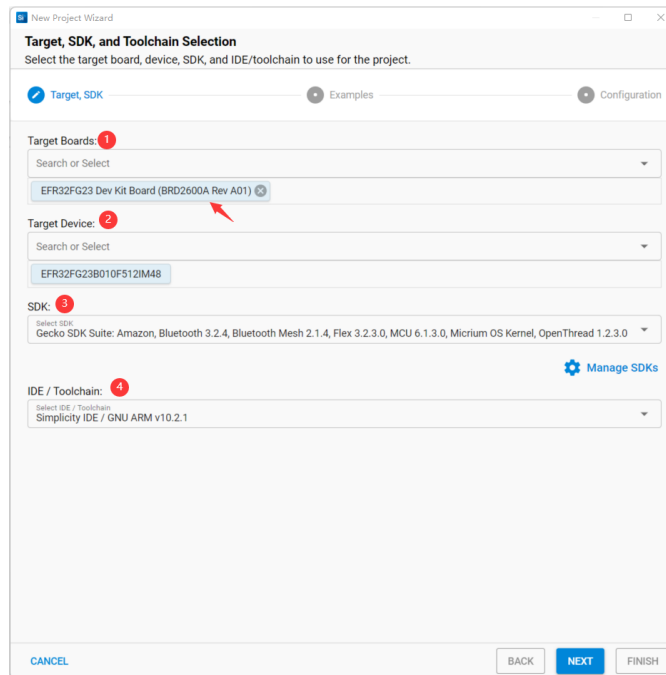 Si New Project Wizard
Target, SDK, and Toolchain Selection
Select the target board, device, SDK, and IDE/toolchain to use for the project.
Target, SDK
Examples
Configuration
Target Boards: 1
Search or Select
EFR32FG23 Dev Kit Board (BRD2600A Rev A01)
Target Device: 2
Search or Select
EFR32FG23B010F512IM48
SDK: 3
Select SDK
Gecko SDK Suite: Amazon, Bluetooth 3.2.4, Bluetooth Mesh 2.1.4, Flex 3.2.3.0, MCU 6.1.3.0, Micrium OS Kernel, OpenThread 1.2.3.0
Manage SDKs
IDE / Toolchain: 4
Select IDE / Toolchain
Simplicity IDE / GNU ARM v10.2.1
CANCEL
BACK
NEXT
FINISH